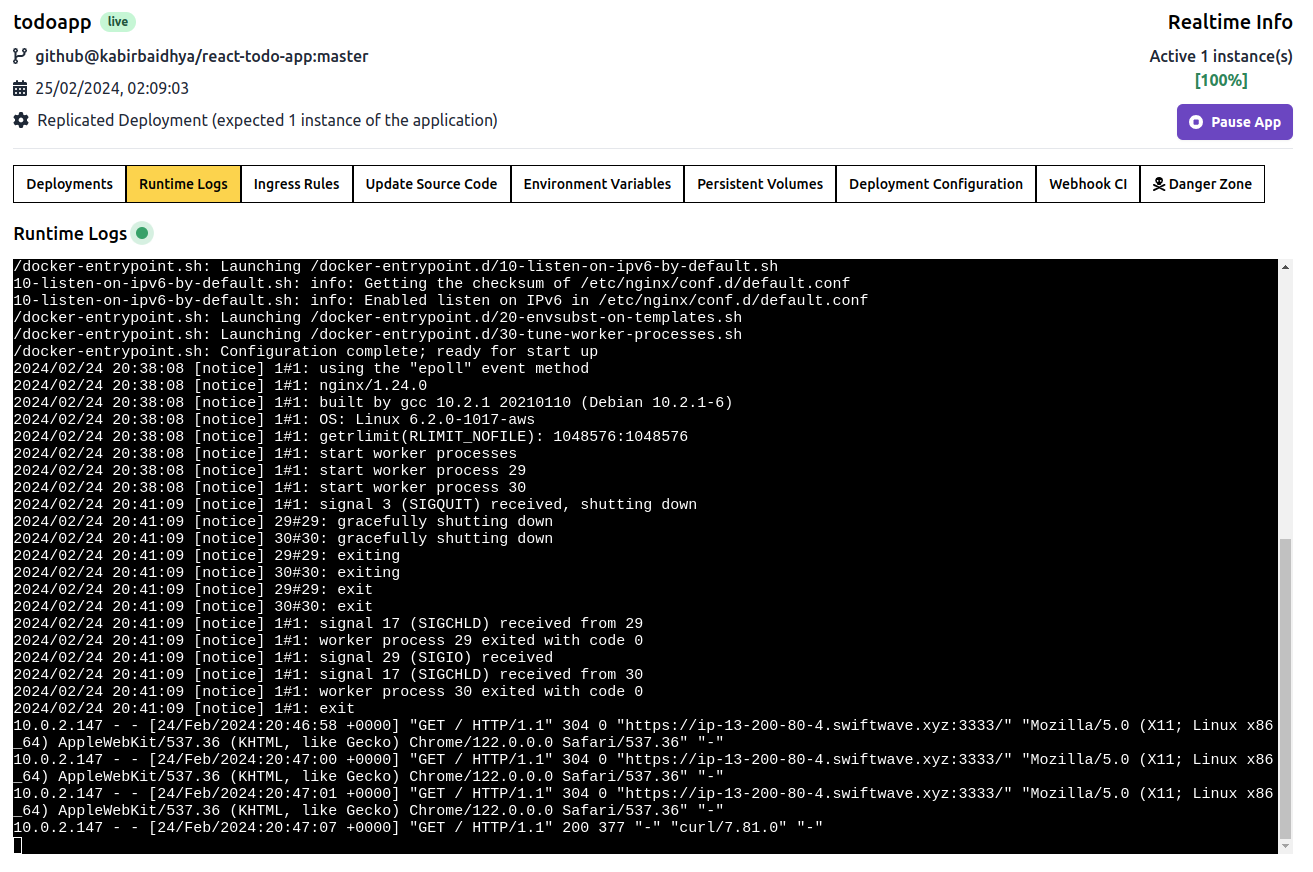 todoapp live
github@kabirbaidhya/react-todo-app:master
25/02/2024, 02:09:03
Replicated Deployment (expected 1 instance of the application)
Realtime Info
Active 1 instance(s)
[100%]
Pause App
Deployments Runtime Logs Ingress Rules Update Source Code Environment Variables Persistent Volumes Deployment Configuration Webhook CI Danger Zone
Runtime Logs
/docker-entrypoint.sh: Launching /docker-entrypoint.d/10-listen-on-ipv6-by-default.sh
10-listen-on-ipv6-by-default.sh: info: Getting the checksum of /etc/nginx/conf.d/default.conf
10-listen-on-ipv6-by-default.sh: info: Enabled listen on IPv6 in /etc/nginx/conf.d/default.conf
/docker-entrypoint.sh: Launching /docker-entrypoint.d/20-envsubst-on-templates.sh
/docker-entrypoint.sh: Launching /docker-entrypoint.d/30-tune-worker-processes.sh
/docker-entrypoint.sh: Configuration complete; ready for start up
2024/02/24 20:38:08 [notice] 1#1: using the "epoll" event method
2024/02/24 20:38:08 [notice] 1#1: nginx/1.24.0
2024/02/24 20:38:08 [notice] 1#1: built by gcc 10.2.1 20210110 (Debian 10.2.1-6)
2024/02/24 20:38:08 [notice] 1#1: OS: Linux 6.2.0-1017-aws
2024/02/24 20:38:08 [notice] 1#1: getrlimit(RLIMIT_NOFILE): 1048576:1048576
2024/02/24 20:38:08 [notice] 1#1: start worker processes
2024/02/24 20:38:08 [notice] 1#1: start worker process 29
2024/02/24 20:38:08 [notice] 1#1: start worker process 30
2024/02/24 20:41:09 [notice] 1#1: signal 3 (SIGQUIT) received, shutting down
2024/02/24 20:41:09 [notice] 29#29: gracefully shutting down
2024/02/24 20:41:09 [notice] 30#30: gracefully shutting down
2024/02/24 20:41:09 [notice] 29#29: exiting
2024/02/24 20:41:09 [notice] 30#30: exiting
2024/02/24 20:41:09 [notice] 29#29: exit
2024/02/24 20:41:09 [notice] 30#30: exit
2024/02/24 20:41:09 [notice] 1#1: signal 17 (SIGCHLD) received from 29
2024/02/24 20:41:09 [notice] 1#1: worker process 29 exited with code 0
2024/02/24 20:41:09 [notice] 1#1: signal 29 (SIGIO) received
2024/02/24 20:41:09 [notice] 1#1: signal 17 (SIGCHLD) received from 30
2024/02/24 20:41:09 [notice] 1#1: worker process 30 exited with code 0
2024/02/24 20:41:09 [notice] 1#1: exit
10.0.2.147 - - [24/Feb/2024:20:46:58 +0000] "GET / HTTP/1.1" 304 0 "https://ip-13-200-80-4.swiftwave.xyz:3333/" "Mozilla/5.0 (X11; Linux x86
_64) AppleWebKit/537.36 (KHTML, like Gecko) Chrome/122.0.0.0 Safari/537.36" "-"
10.0.2.147 - - [24/Feb/2024:20:47:00 +0000] "GET / HTTP/1.1" 304 0 "https://ip-13-200-80-4.swiftwave.xyz:3333/" "Mozilla/5.0 (X11; Linux x86
_64) AppleWebKit/537.36 (KHTML, like Gecko) Chrome/122.0.0.0 Safari/537.36" "-"
10.0.2.147 - - [24/Feb/2024:20:47:01 +0000] "GET / HTTP/1.1" 304 0 "https://ip-13-200-80-4.swiftwave.xyz:3333/" "Mozilla/5.0 (X11; Linux x86
_64) AppleWebKit/537.36 (KHTML, like Gecko) Chrome/122.0.0.0 Safari/537.36" "-"
10.0.2.147 - - [24/Feb/2024:20:47:07 +0000] "GET / HTTP/1.1" 200 377 "-" "curl/7.81.0" "-"